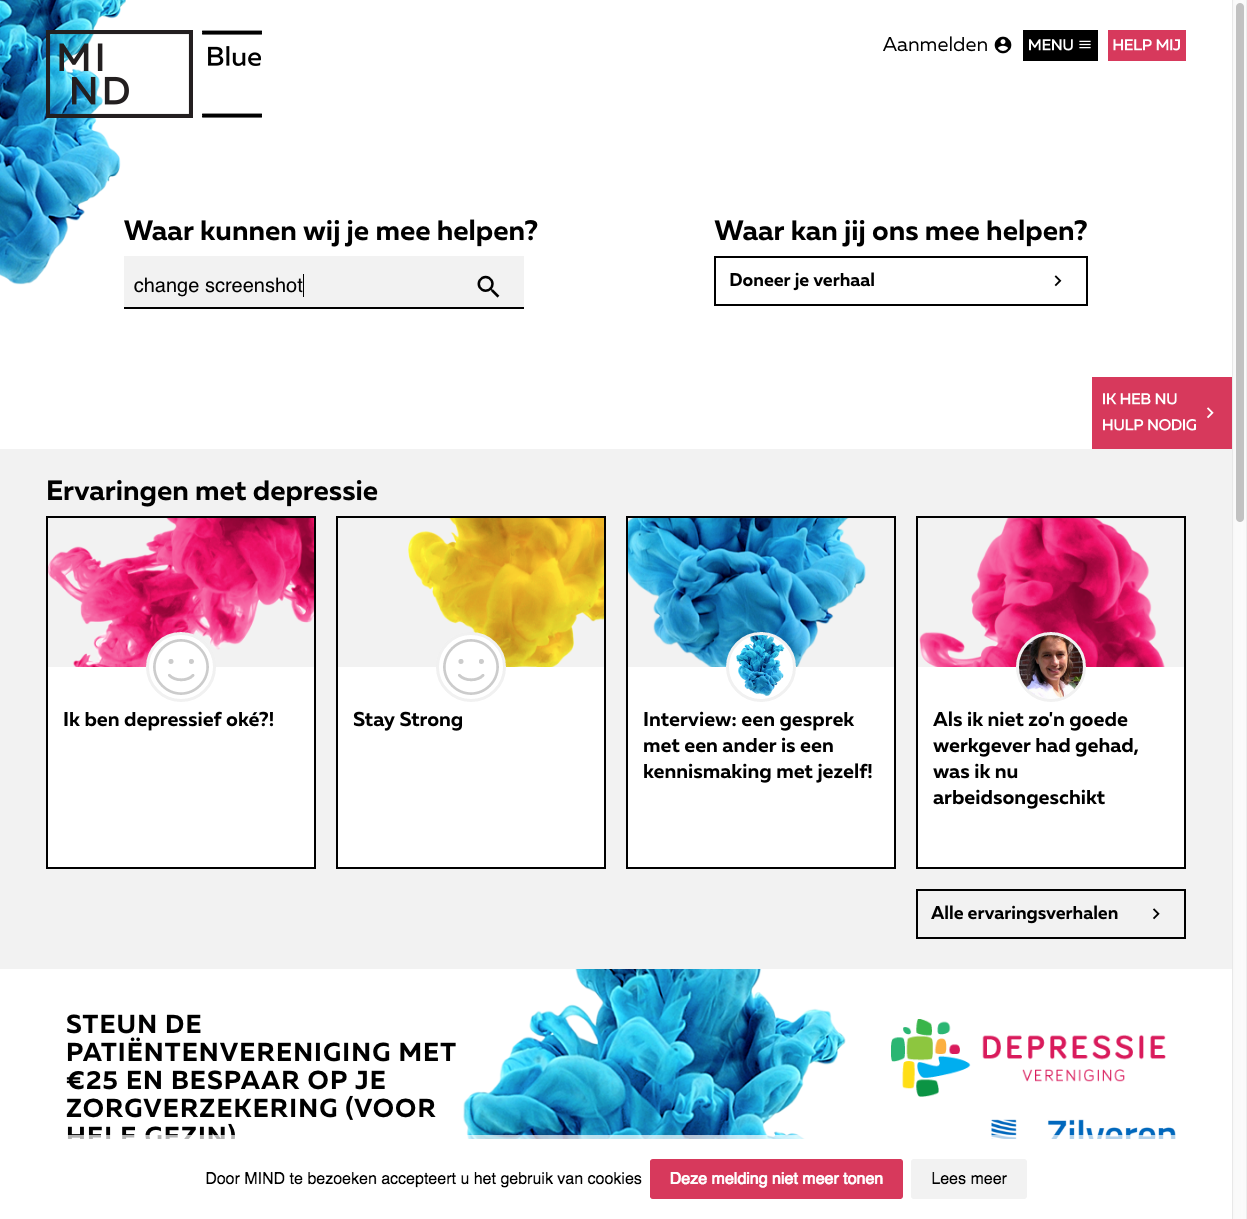 MI
ND
Blue
Aanmelden
MENU
HELP MIJ
Waar kunnen wij je mee helpen?
change screenshot
Waar kan jij ons mee helpen?
Doneer je verhaal
IK HEB NU
HULP NODIG
Ervaringen met depressie
Ik ben depressief oké?!
Stay Strong
Interview: een gesprek
met een ander is een
kennismaking met jezelf!
Als ik niet zo'n goede
werkgever had gehad,
was ik nu
arbeidsongeschikt
Alle ervaringsverhalen
STEUN DE
PATIËNTENVERENIGING MET
€25 EN BESPAAR OP JE
ZORGVERZEKERING (VOOR
HELE GEZIN)
DEPRESSIE
VERENIGING
Zilveren
Door MIND te bezoeken accepteert u het gebruik van cookies
Deze melding niet meer tonen
Lees meer